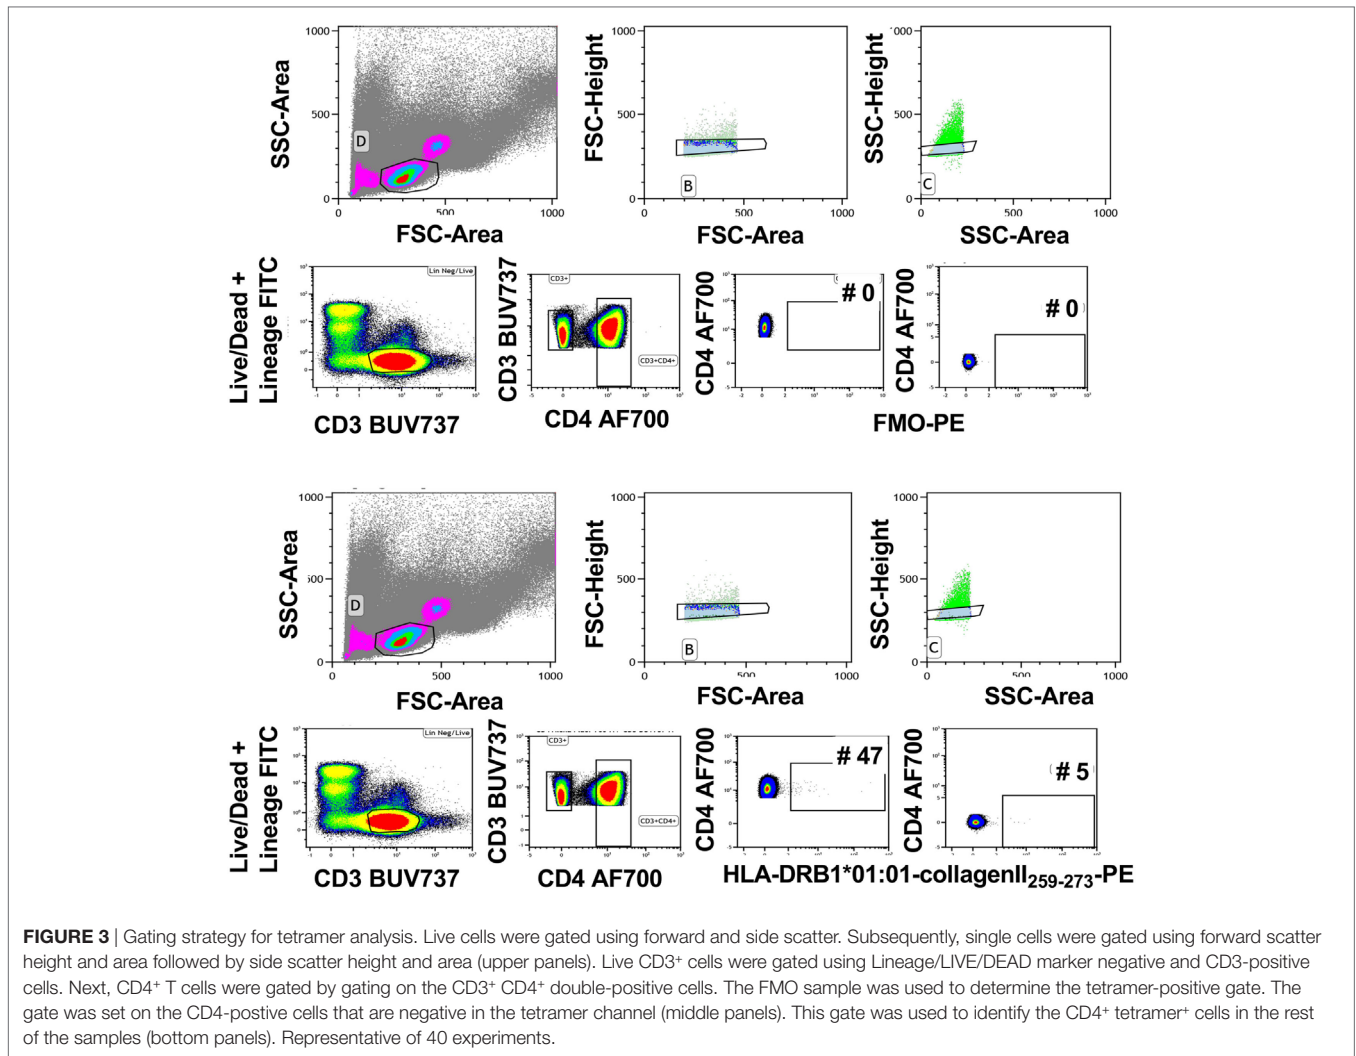 1000
500
0
SSC-Area
D
0
500
1000
FSC-Area
1000
500
0
FSC-Height
B
0
500
1000
FSC-Area
1000
500
0
SSC-Height
C
0
500
1000
SSC-Area
Live/Dead +
Lineage FITC
Lin Neg/Live
CD3 BUV737
CD3 BUV737
CD3+
CD3+CD4+
CD4 AF700
CD4 AF700
# 0
CD4 AF700
# 0
FMO-PE
1000
500
0
SSC-Area
D
0
500
1000
FSC-Area
1000
500
0
FSC-Height
B
0
500
1000
FSC-Area
1000
500
0
SSC-Height
C
0
500
1000
SSC-Area
Live/Dead +
Lineage FITC
Lin Neg/Live
CD3 BUV737
CD3 BUV737
CD3+
CD3+CD4+
CD4 AF700
CD4 AF700
# 47
CD4 AF700
# 5
HLA-DRB1*01:01-collagenII259-273-PE
FIGURE 3 | Gating strategy for tetramer analysis. Live cells were gated using forward and side scatter. Subsequently, single cells were gated using forward scatter
height and area followed by side scatter height and area (upper panels). Live CD3+ cells were gated using Lineage/LIVE/DEAD marker negative and CD3-positive
cells. Next, CD4+ T cells were gated by gating on the CD3+ CD4+ double-positive cells. The FMO sample was used to determine the tetramer-positive gate. The
gate was set on the CD4-postive cells that are negative in the tetramer channel (middle panels). This gate was used to identify the CD4+ tetramer+ cells in the rest
of the samples (bottom panels). Representative of 40 experiments.